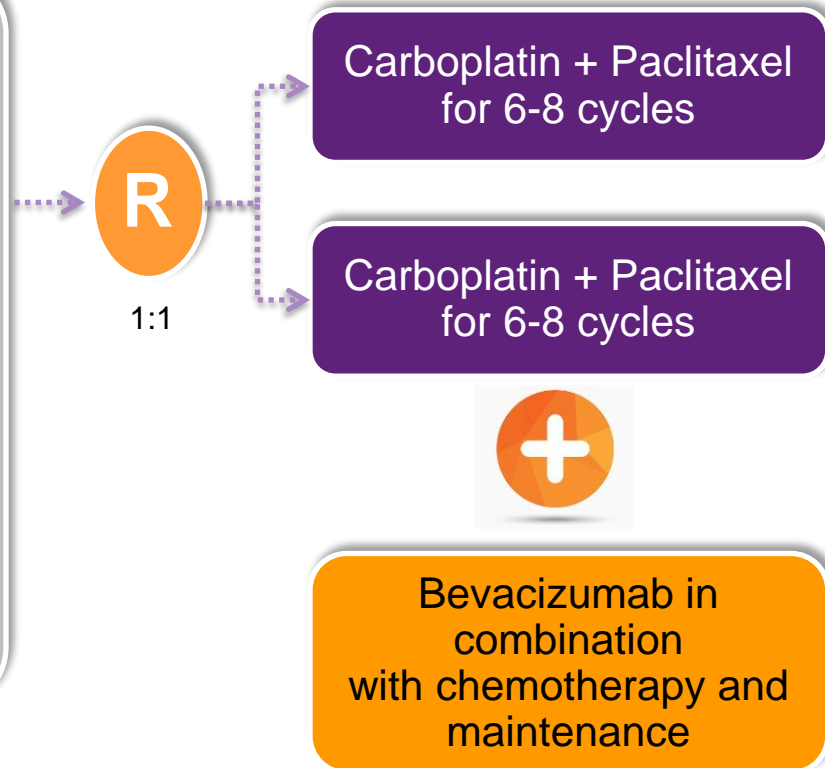 Carboplatin + Paclitaxel
for 6-8 cycles
R
1:1
Carboplatin + Paclitaxel
for 6-8 cycles
Bevacizumab in
combination
with chemotherapy and
maintenance